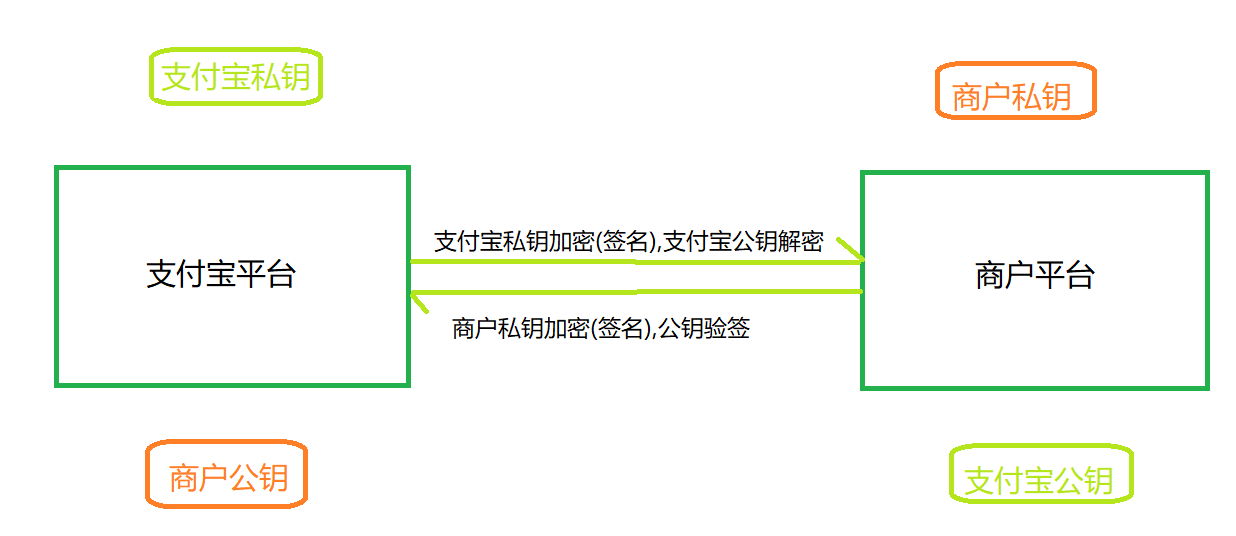 支付宝私钥
商户私钥
支付宝私钥加密(签名),支付宝公钥解密
支付宝平台
商户平台
商户私钥加密(签名),公钥验签
商户公钥
支付宝公钥